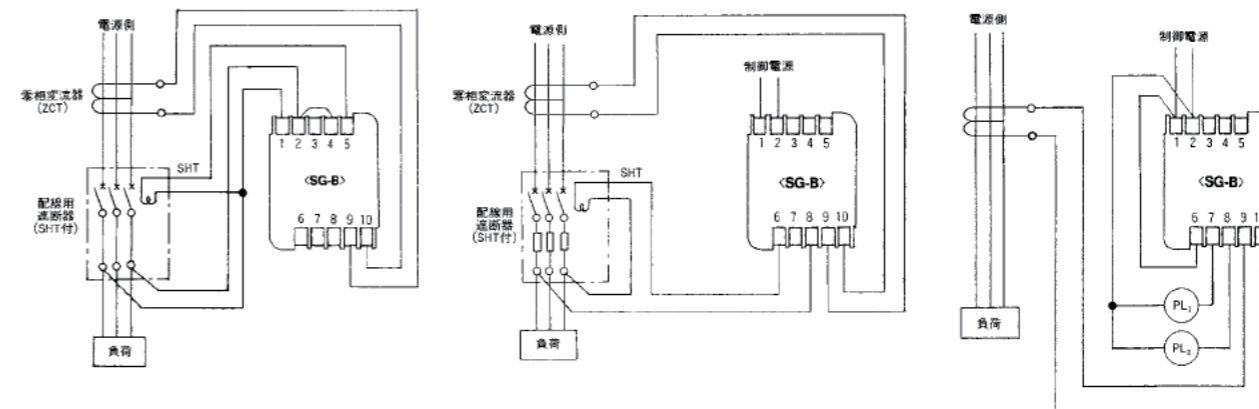 電源側
零相変流器
(ZCT)
1 2 3 4 5
SHT
<SG-B>
配線用
遮断器
(SHT付)
6 7 8 9 10
負荷
電源側
制御電源
零相変流器
(ZCT)
1 2 3 4 5
SHT
<SG-B>
配線用
遮断器
(SHT付)
6 7 8 9 10
負荷
電源側
制御電源
1 2 3 4 5
<SG-B>
6 7 8 9 1
負荷
PL₁
PL₂